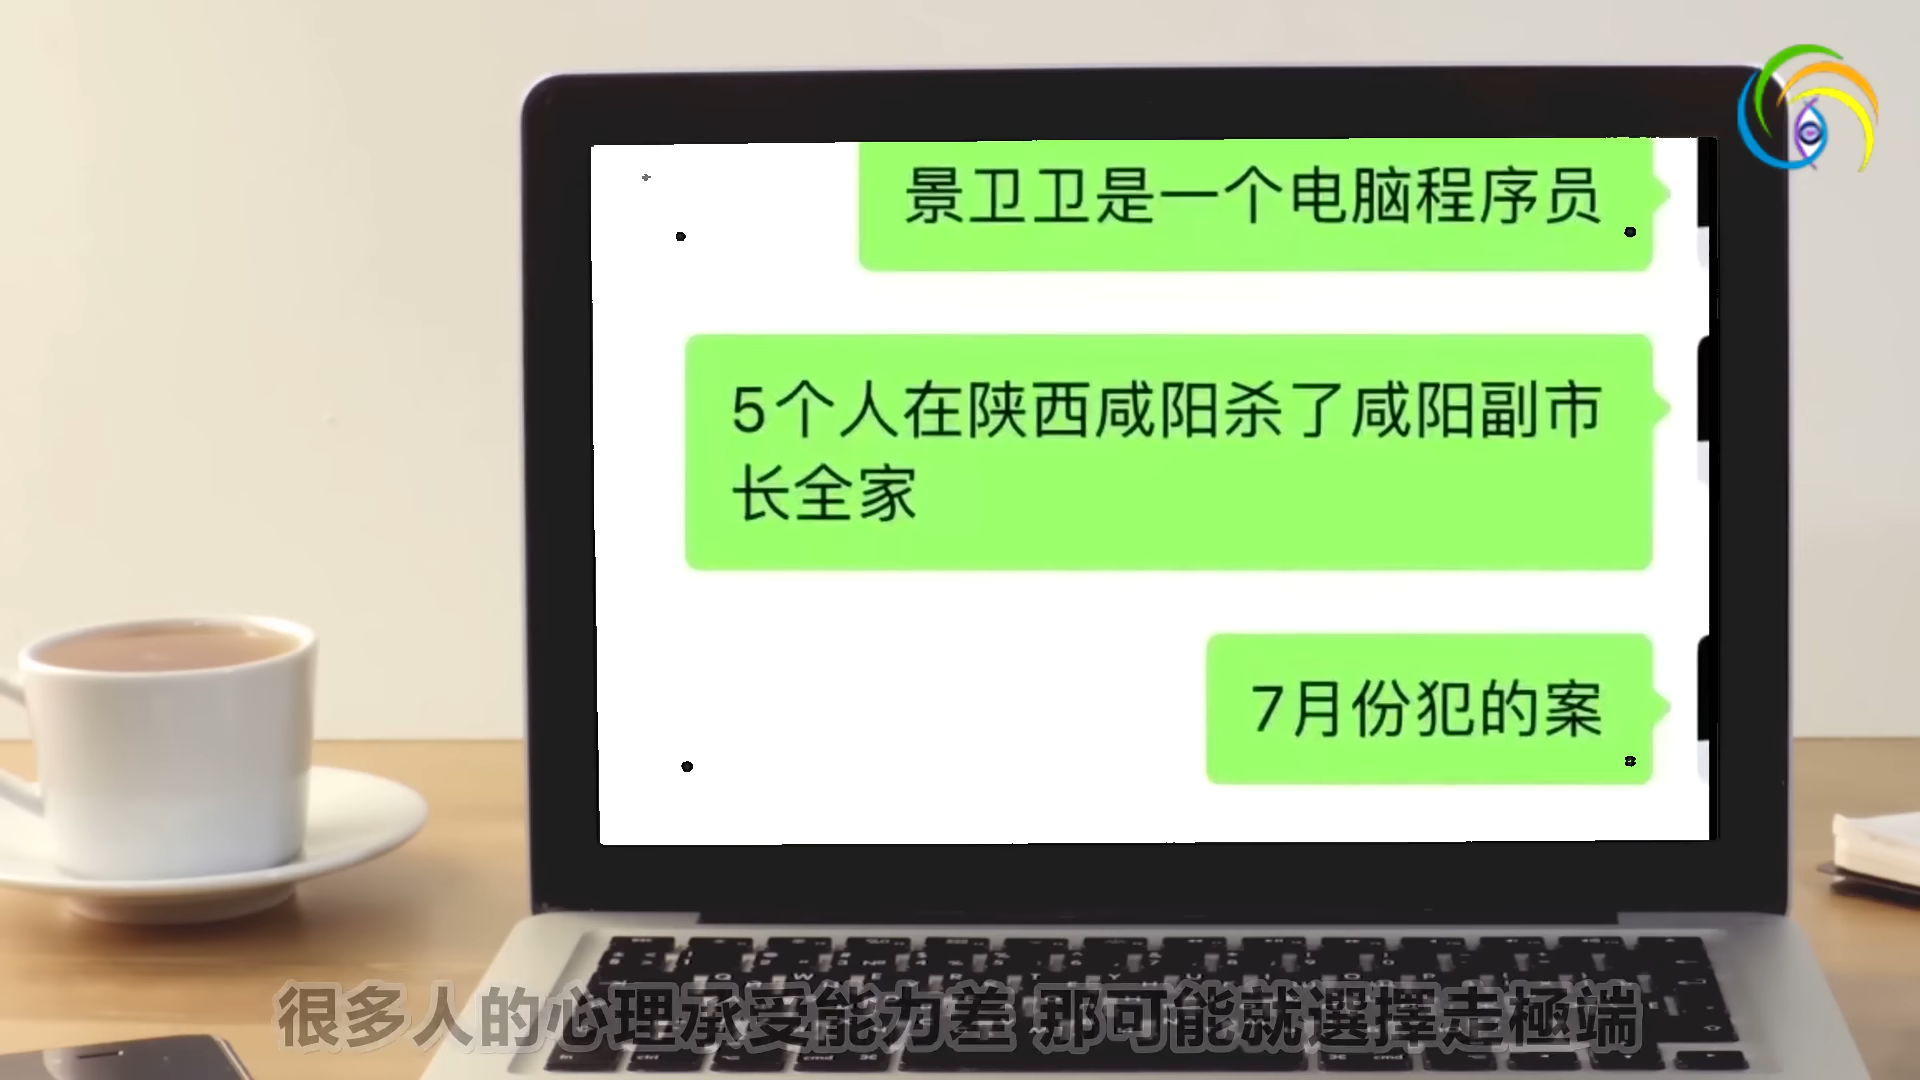 景卫卫是一个电脑程序员
5个人在陕西咸阳杀了咸阳副市
长全家
7月份犯的案
很多人的心理承受能力差 那可能就選擇走極端